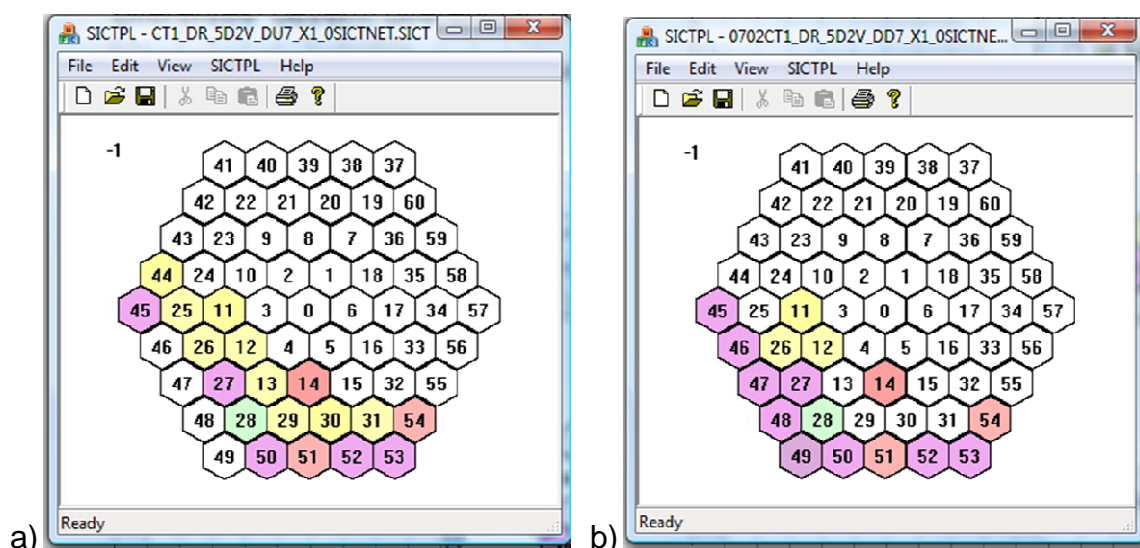 SICTPL - CT1_DR_5D2V_DU7_X1_0SICTNET.SICT
File Edit View SICTPL Help
-1
41 40 39 38 37
42 22 21 20 19 60
43 23 9 8 7 36 59
44 24 10 2 1 18 35 58
45 25 11 3 0 6 17 34 57
46 26 12 4 5 16 33 56
47 27 13 14 15 32 55
48 28 29 30 31 54
49 50 51 52 53
Ready
a)
SICTPL - 0702CT1_DR_5D2V_DD7_X1_0SICTNE...
File Edit View SICTPL Help
-1
41 40 39 38 37
42 22 21 20 19 60
43 23 9 8 7 36 59
44 24 10 2 1 18 35 58
45 25 11 3 0 6 17 34 57
46 26 12 4 5 16 33 56
47 27 13 14 15 32 55
48 28 29 30 31 54
49 50 51 52 53
Ready
b)